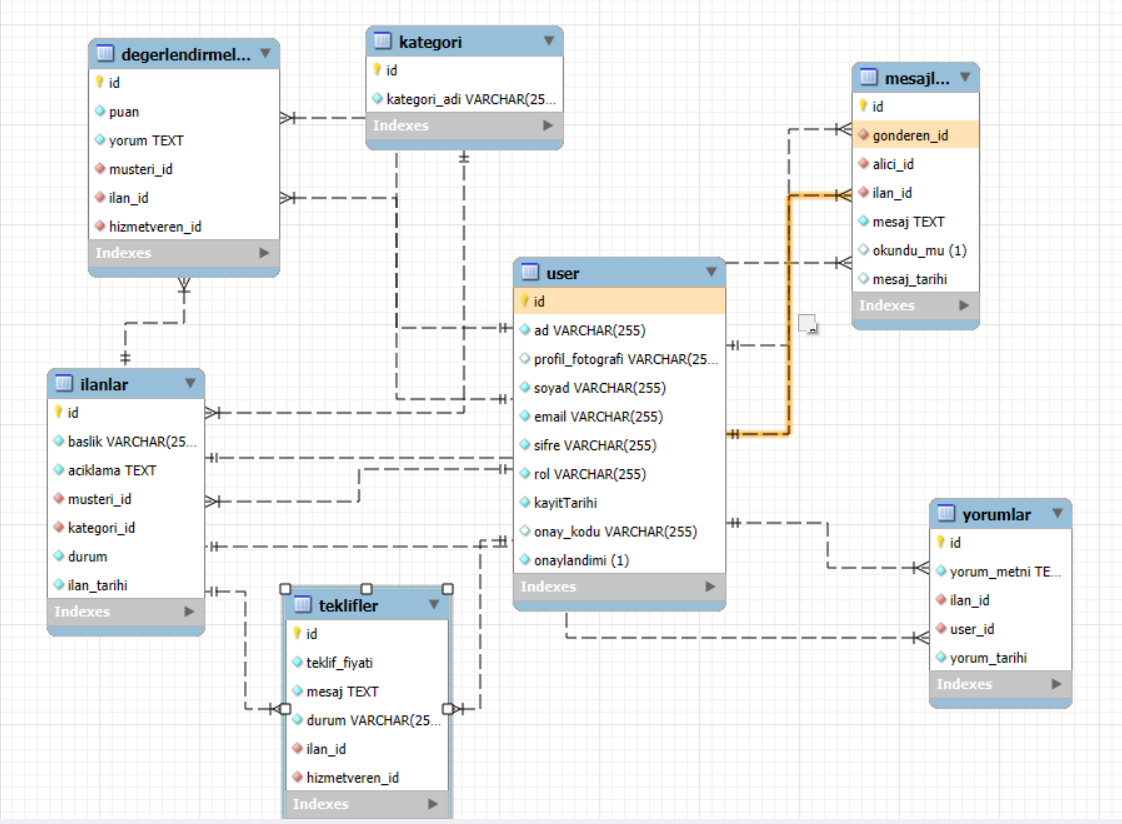 degerlendirmel...
id
puan
yorum TEXT
musteri_id
ilan_id
hizmetveren_id
Indexes
kategori
id
kategori_adi VARCHAR(25...
Indexes
mesajl...
id
gonderen_id
alici_id
ilan_id
mesaj TEXT
okundu_mu (1)
mesaj_tarihi
Indexes
user
id
ad VARCHAR(255)
profil_fotografi VARCHAR(25...
soyad VARCHAR(255)
email VARCHAR(255)
sifre VARCHAR(255)
rol VARCHAR(255)
kayitTarihi
onay_kodu VARCHAR(255)
onaylandimi (1)
Indexes
ilanlar
id
baslik VARCHAR(25...
aciklama TEXT
musteri_id
kategori_id
durum
ilan_tarihi
Indexes
teklifler
id
teklif_fiyati
mesaj TEXT
durum VARCHAR(25...
ilan_id
hizmetveren_id
Indexes
yorumlar
id
yorum_metni TE...
ilan_id
user_id
yorum_tarihi
Indexes